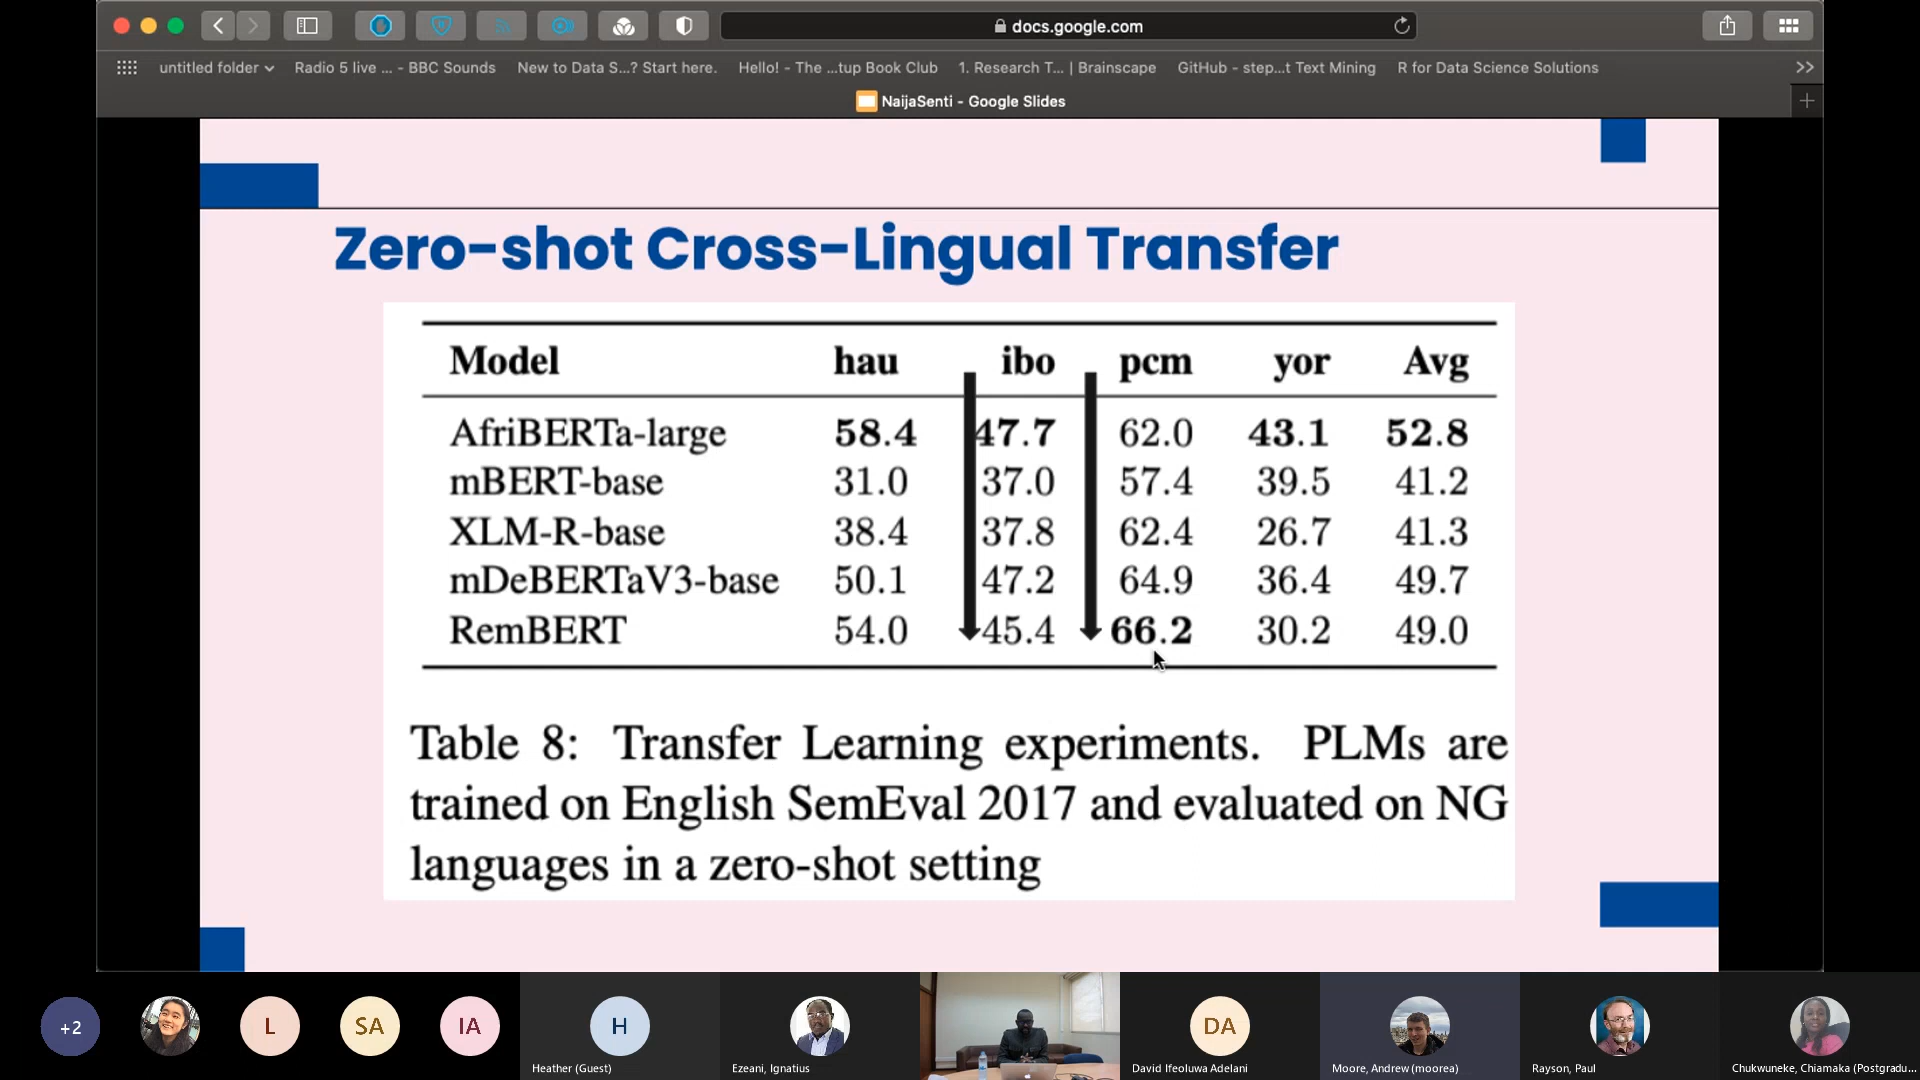 docs.google.com
untitled folder
Radio 5 live ... - BBC Sounds
New to Data S...? Start here.
Hello! - The ...tup Book Club
1. Research T... | Brainscape
GitHub - step...t Text Mining
R for Data Science Solutions
NaijaSenti - Google Slides
Zero-shot Cross-Lingual Transfer
Model hau ibo pcm yor Avg
AfriBERTa-large 58.4 47.7 62.0 43.1 52.8
mBERT-base 31.0 37.0 57.4 39.5 41.2
XLM-R-base 38.4 37.8 62.4 26.7 41.3
mDeBERTaV3-base 50.1 47.2 64.9 36.4 49.7
RemBERT 54.0 45.4 66.2 30.2 49.0
Table 8: Transfer Learning experiments. PLMs are
trained on English SemEval 2017 and evaluated on NG
languages in a zero-shot setting
+2
L
SA
IA
H
DA
Heather (Guest)
Ezeani, Ignatius
David Ifeoluwa Adelani
Moore, Andrew (moorea)
Rayson, Paul
Chukwuneke, Chiamaka (Postgradu...